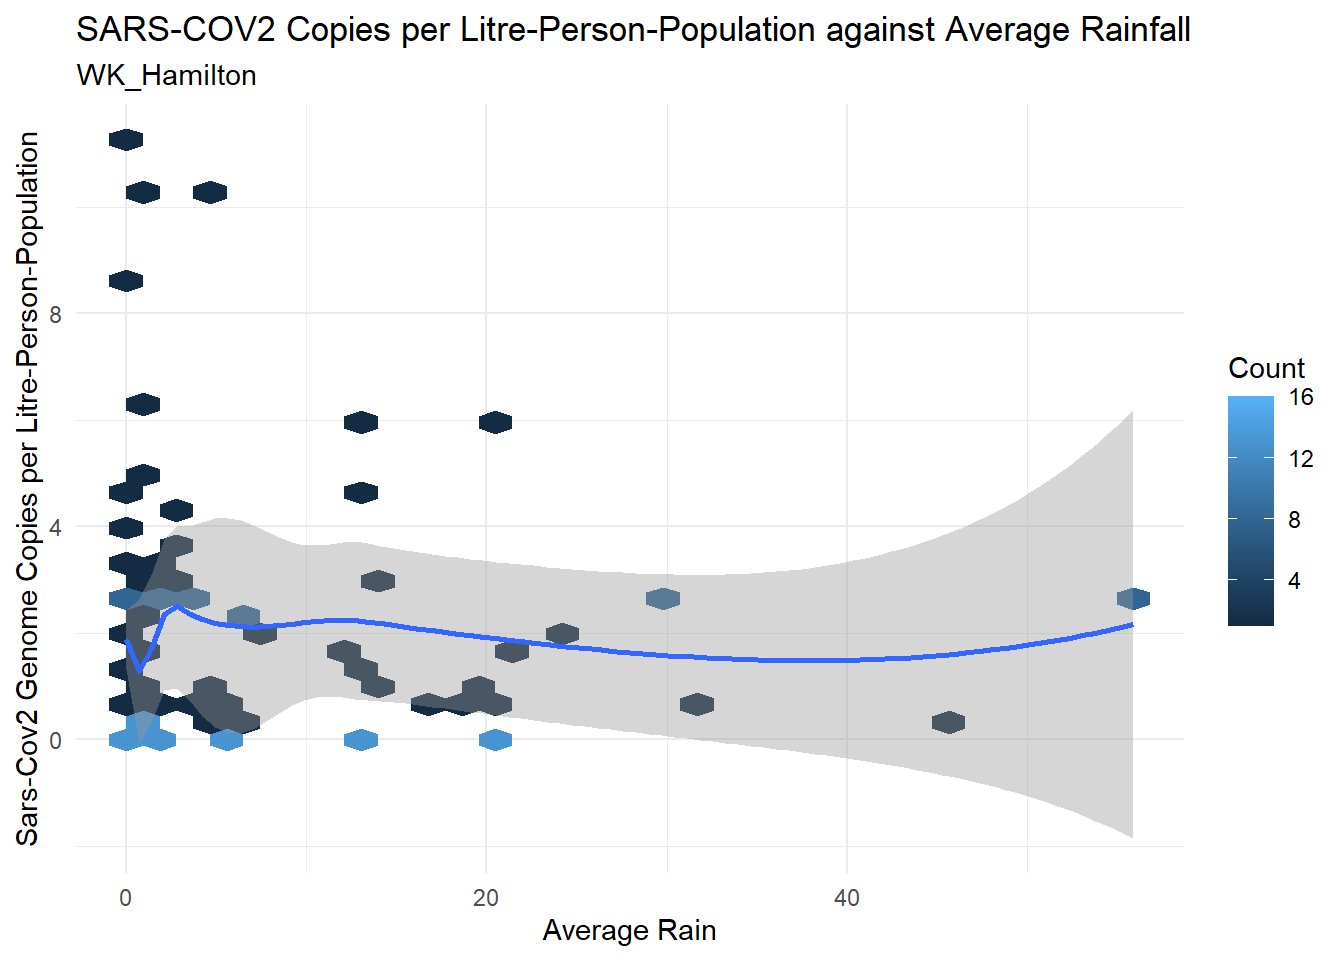 SARS-COV2 Copies per Litre-Person-Population against Average Rainfall
WK_Hamilton
Sars-Cov2 Genome Copies per Litre-Person-Population
8
4
0
0
20
40
Average Rain
Count
16
12
8
4